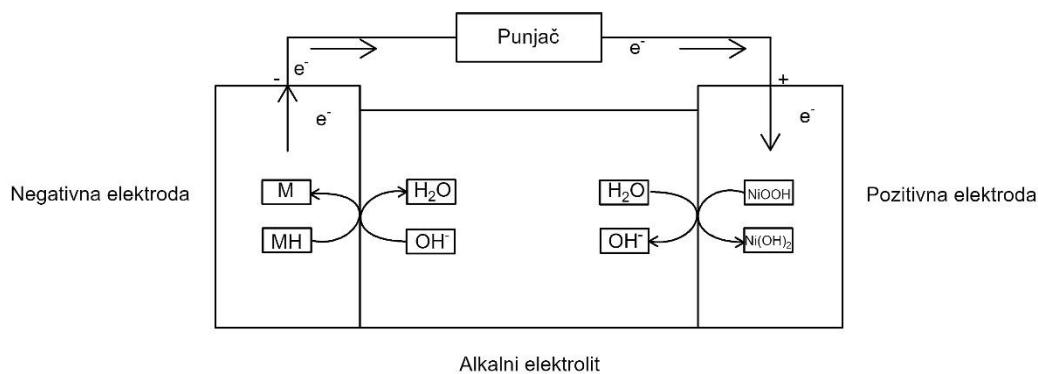 Punjač
e-
e-
-
+
e-
e-
Negativna elektroda
M
H2O
H2O
NiOOH
Pozitivna elektroda
MH
OH-
OH-
Ni(OH)2
Alkalni elektrolit